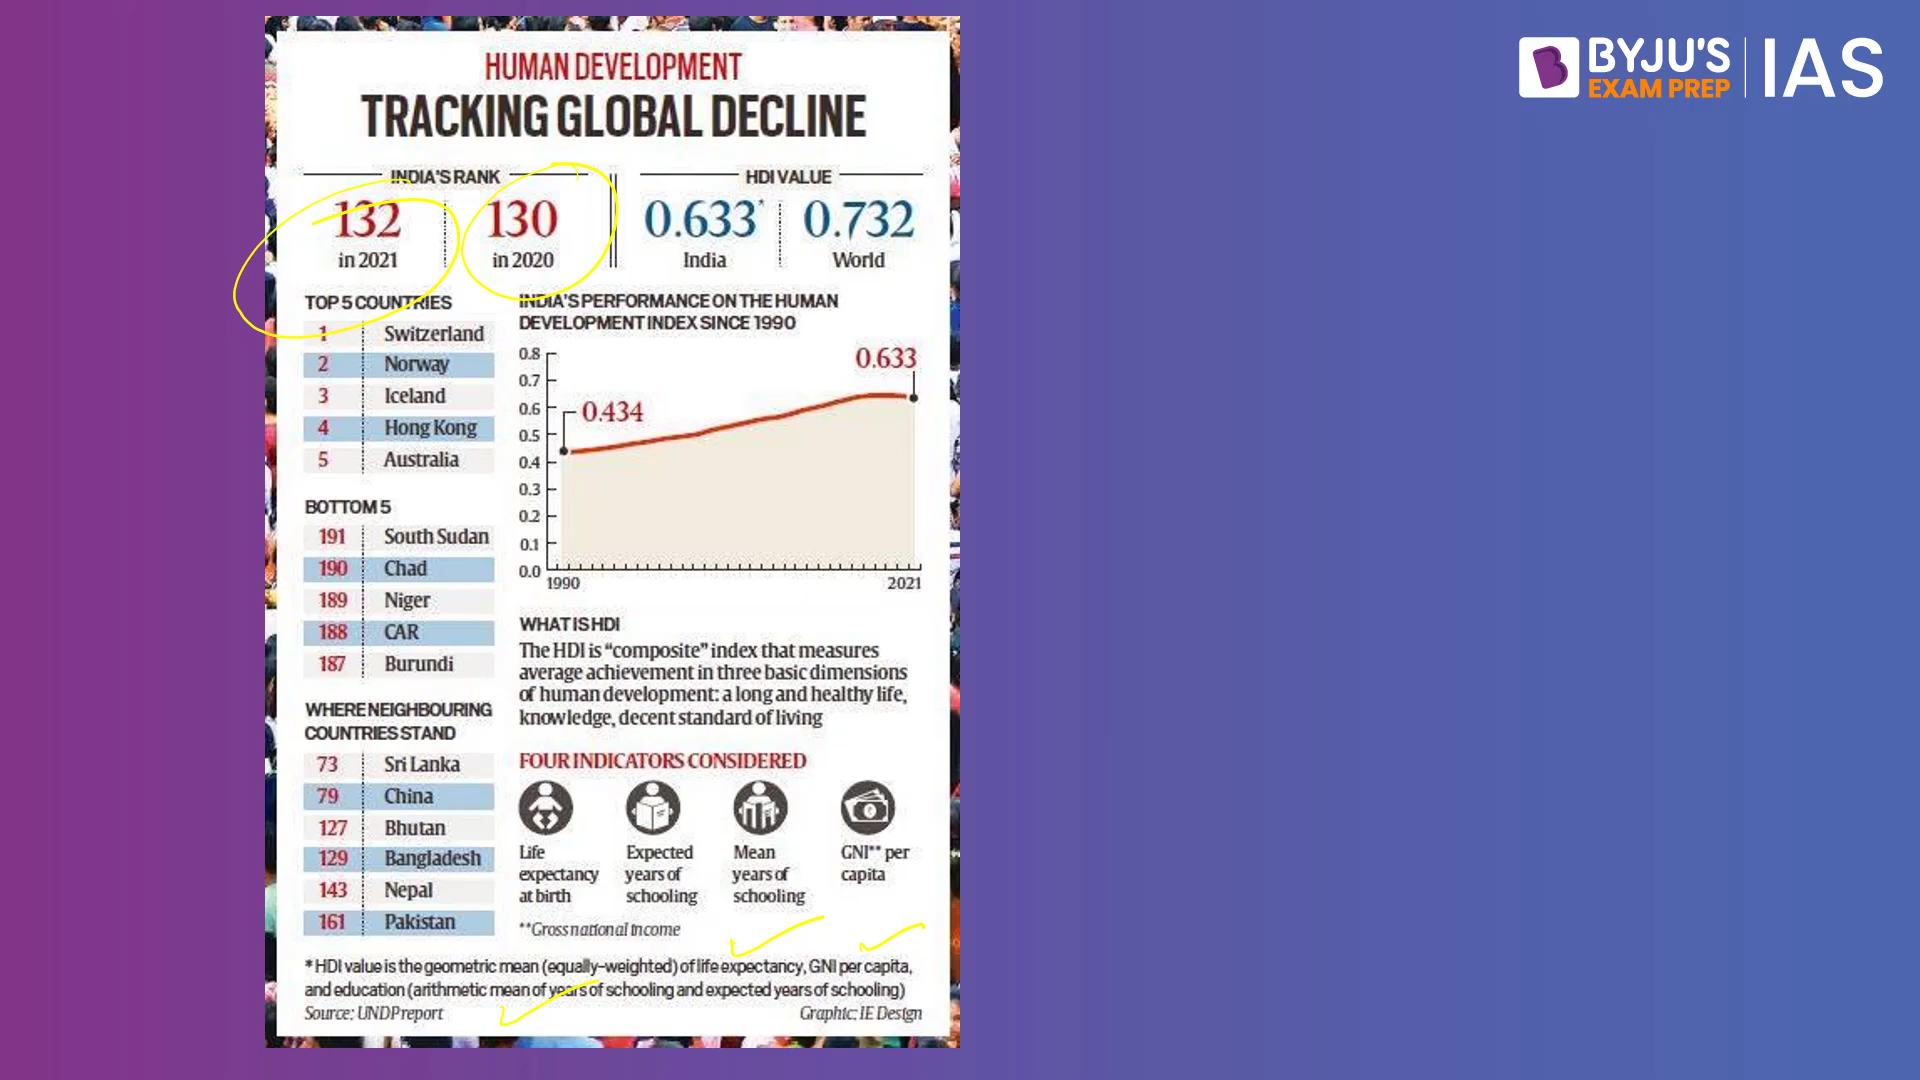 BYJU'S
EXAM PREP
IAS
HUMAN DEVELOPMENT
TRACKING GLOBAL DECLINE
INDIA'S RANK
132
in 2021
130
in 2020
HDI VALUE
0.633*
India
0.732
World
TOP 5 COUNTRIES
1 Switzerland
2 Norway
3 Iceland
4 Hong Kong
5 Australia
BOTTOM 5
191 South Sudan
190 Chad
189 Niger
188 CAR
187 Burundi
WHERE NEIGHBOURING
COUNTRIES STAND
73 Sri Lanka
79 China
127 Bhutan
129 Bangladesh
143 Nepal
161 Pakistan
INDIA'S PERFORMANCE ON THE HUMAN
DEVELOPMENT INDEX SINCE 1990
0.8
0.7
0.6
0.5
0.4
0.3
0.2
0.1
0.0
0.434
0.633
1990
2021
WHAT IS HDI
The HDI is “composite” index that measures
average achievement in three basic dimensions
of human development: a long and healthy life,
knowledge, decent standard of living
FOUR INDICATORS CONSIDERED
Life
expectancy
at birth
Expected
years of
schooling
Mean
years of
schooling
GNI** per
capita
**Gross national income
*HDI value is the geometric mean (equally-weighted) of life expectancy, GNI per capita,
and education (arithmetic mean of years of schooling and expected years of schooling)
Source: UNDP report
Graphic: IE Design